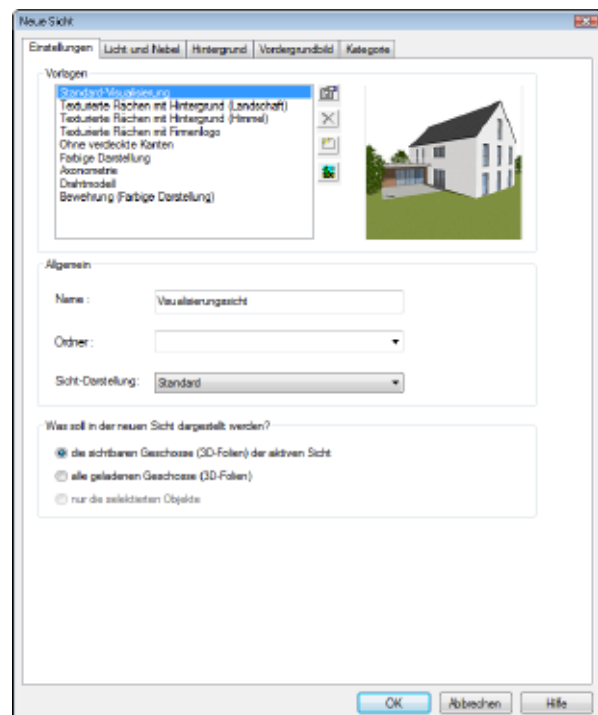 Neue Sicht
Einstellungen Licht und Nebel Hintergrund Vordergrundbild Kategorie
Vorlagen
Standard-Visualisierung
Texturierte Flächen mit Hintergrund (Landschaft)
Texturierte Flächen mit Hintergrund (Himmel)
Texturierte Flächen mit Firmenlogo
Ohne verdeckte Kanten
Farbige Darstellung
Axonometrie
Drahtmodell
Bewehrung (Farbige Darstellung)
Allgemein
Name : Visualisierungssicht
Ordner :
Sicht-Darstellung: Standard
Was soll in der neuen Sicht dargestellt werden?
die sichtbaren Geschosse (3D-Folien) der aktiven Sicht
alle geladenen Geschosse (3D-Folien)
nur die selektierten Objekte
OK Abbrechen Hilfe